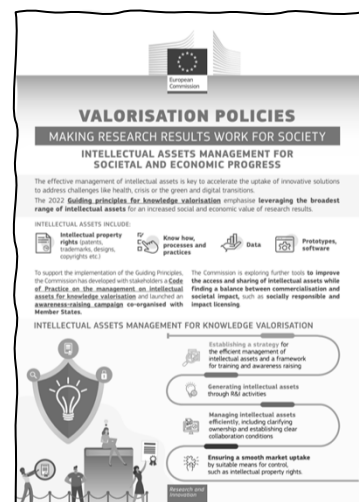 European
Commission
VALORISATION POLICIES
MAKING RESEARCH RESULTS WORK FOR SOCIETY
INTELLECTUAL ASSETS MANAGEMENT FOR
SOCIETAL AND ECONOMIC PROGRESS
The effective management of intellectual assets is key to accelerate the uptake of innovative solutions
to address challenges like health, crisis or the green and digital transitions.
The 2022 Guiding principles for knowledge valorisation emphasise leveraging the broadest
range of intellectual assets for an increased social and economic value of research results.
INTELLECTUAL ASSETS INCLUDE:
Intellectual property
rights (patents,
trademarks, designs,
copyrights etc.)
Know how,
processes and
practices
Data
Prototypes,
software
To support the implementation of the Guiding Principles,
the Commission has developed with stakeholders a Code
of Practice on the management on intellectual
assets for knowledge valorisation and launched an
awareness-raising campaign co-organised with
Member States.
The Commission is exploring further tools to improve
the access and sharing of intellectual assets while
finding a balance between commercialisation and
societal impact, such as socially responsible and
impact licensing.
INTELLECTUAL ASSETS MANAGEMENT FOR KNOWLEDGE VALORISATION
Establishing a strategy for
the efficient management of
intellectual assets and a framework
for training and awareness raising
Generating intellectual assets
through R&I activities
Managing intellectual assets
efficiently, including clarifying
ownership and establishing clear
collaboration conditions
Ensuring a smooth market uptake
by suitable means for control,
such as intellectual property rights.
Research and
Innovation